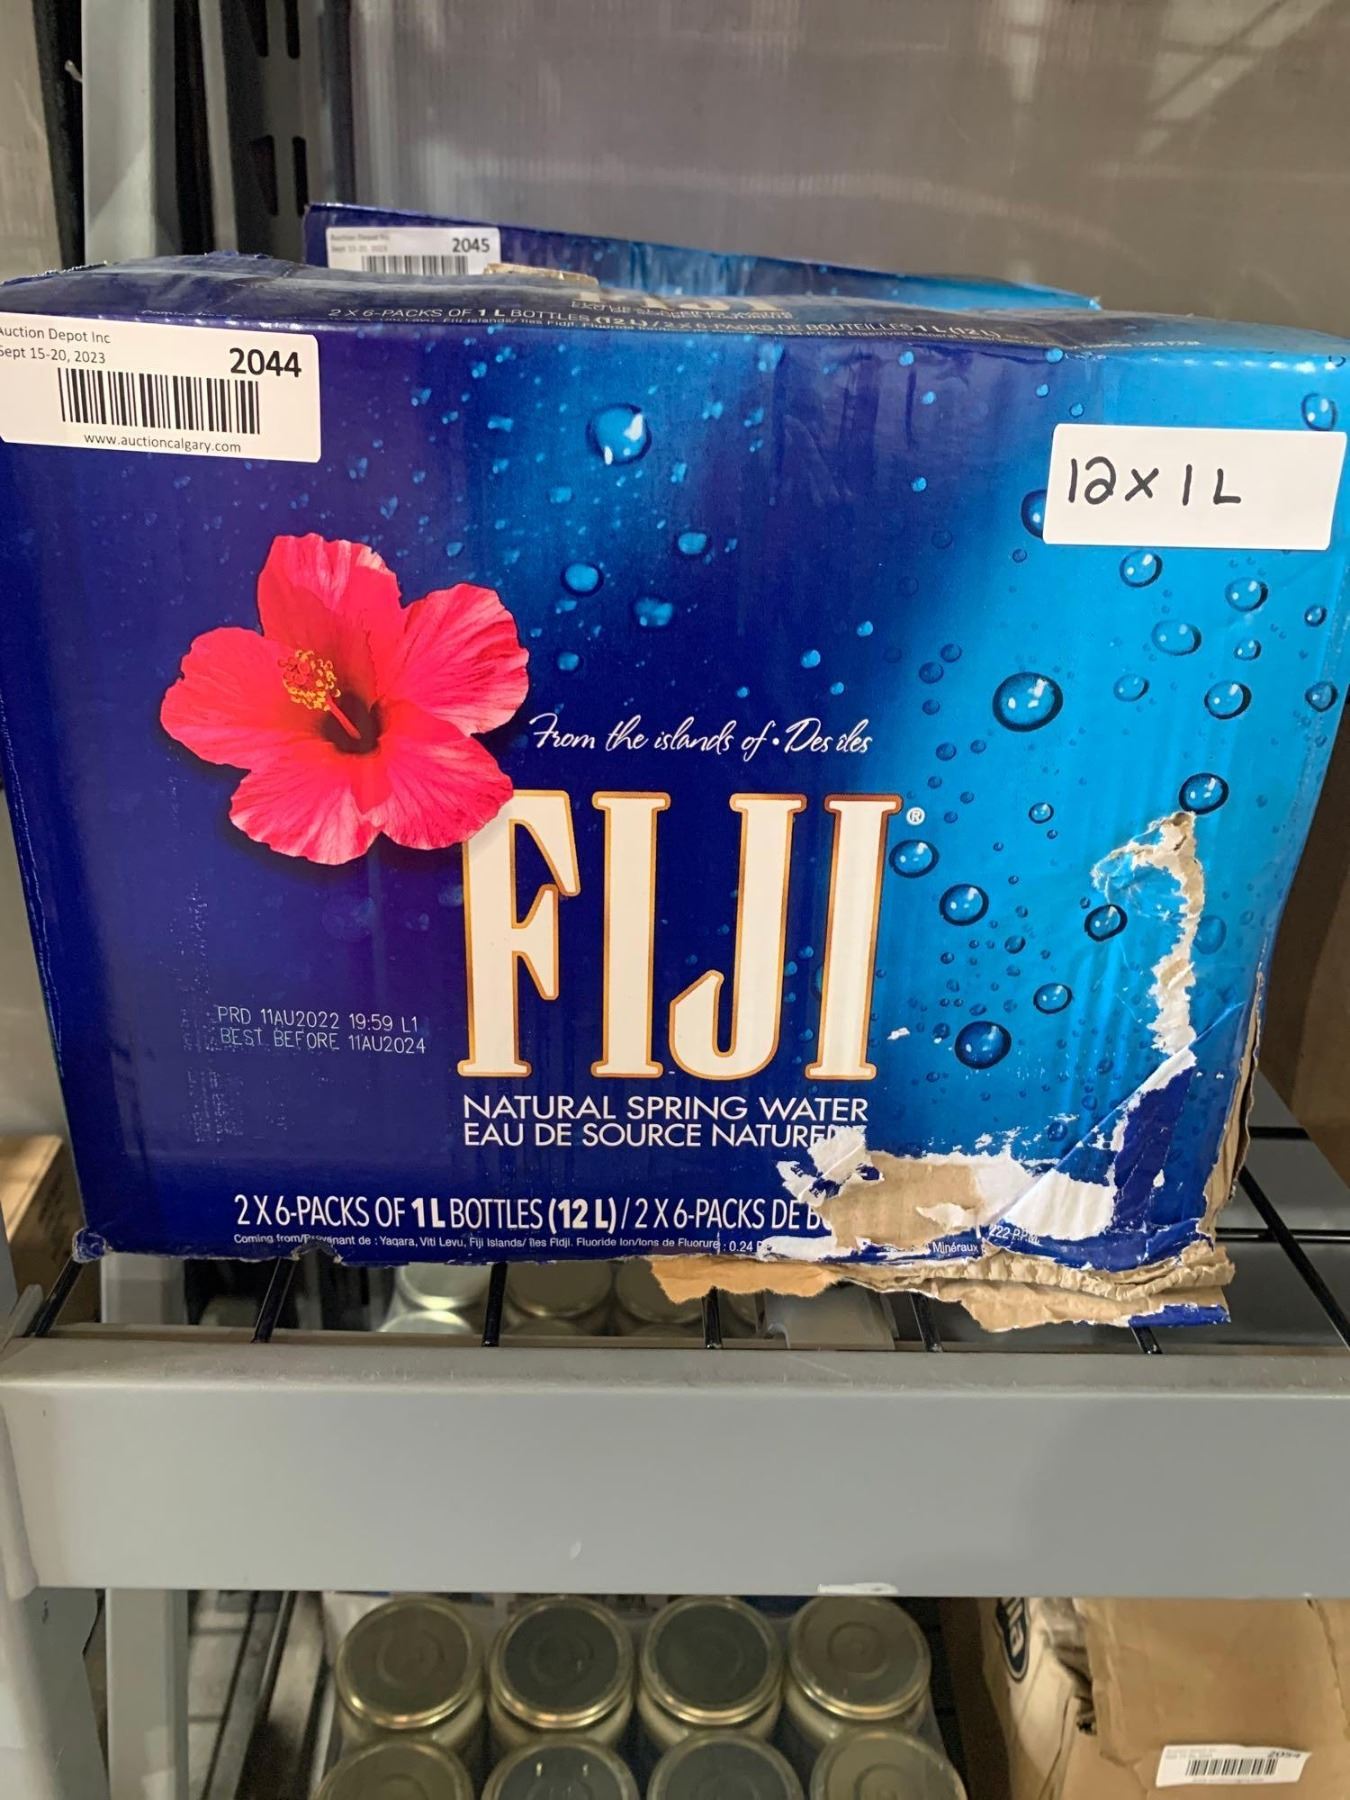 2045
2 X 6-PACKS OF 1 L BOTTLES (12 L) / 2 X 6-PACKS DE BOUTEILLES 1 L (12 L)
Auction Depot Inc
Sept 15-20, 2023
2044
www.auctioncalgary.com
12 x 1 L
From the islands of • Des îles
FIJI®
PRD 11AU2022 19:59 L1
BEST BEFORE 11AU2024
NATURAL SPRING WATER
EAU DE SOURCE NATURE
2 X 6-PACKS OF 1 L BOTTLES (12 L) / 2 X 6-PACKS DE B
Coming from/Provenant de : Yaqara, Viti Levu, Fiji Islands/ Iles Fidji. Fluoride Ion/Ions de Fluorure : 0.24 P
Minéraux 222 P.P.M.
2054